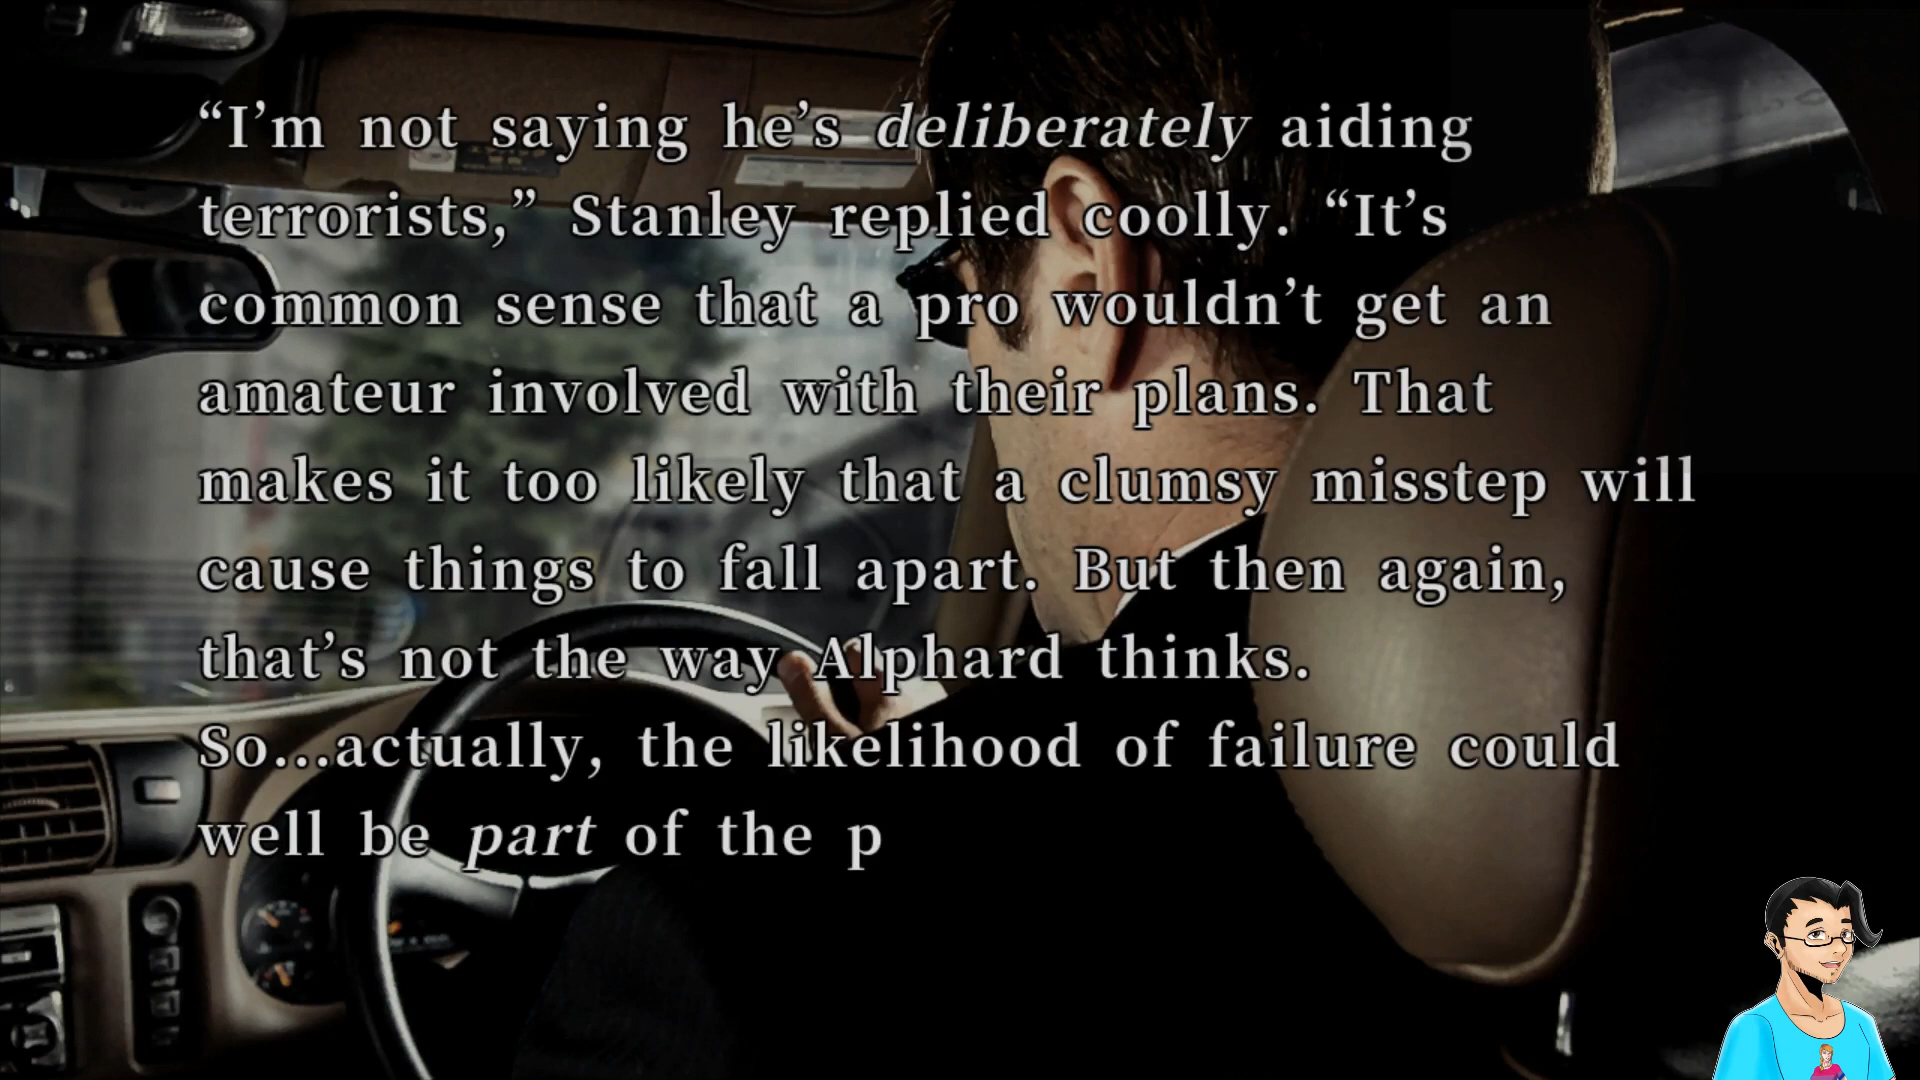 “I’m not saying he’s deliberately aiding
terrorists,” Stanley replied coolly. “It’s
common sense that a pro wouldn’t get an
amateur involved with their plans. That
makes it too likely that a clumsy misstep will
cause things to fall apart. But then again,
that’s not the way Alphard thinks.
So...actually, the likelihood of failure could
well be part of the p